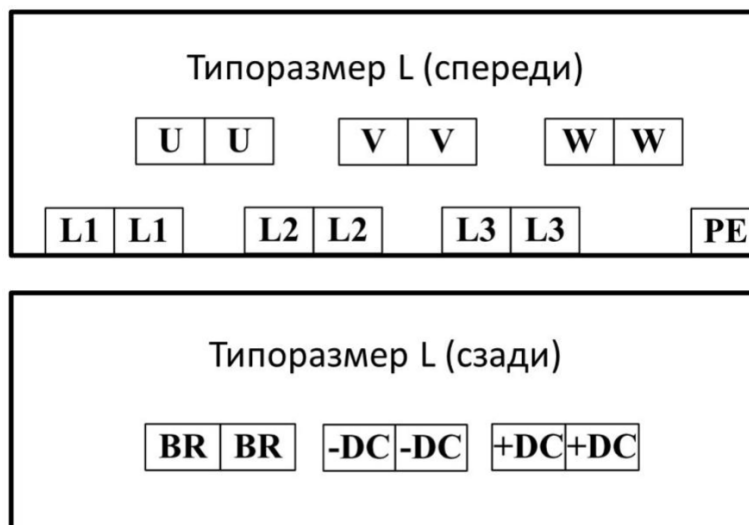 Типоразмер L (спереди)
U U V V W W
L1 L1 L2 L2 L3 L3 PE
Типоразмер L (сзади)
BR BR -DC -DC +DC +DC